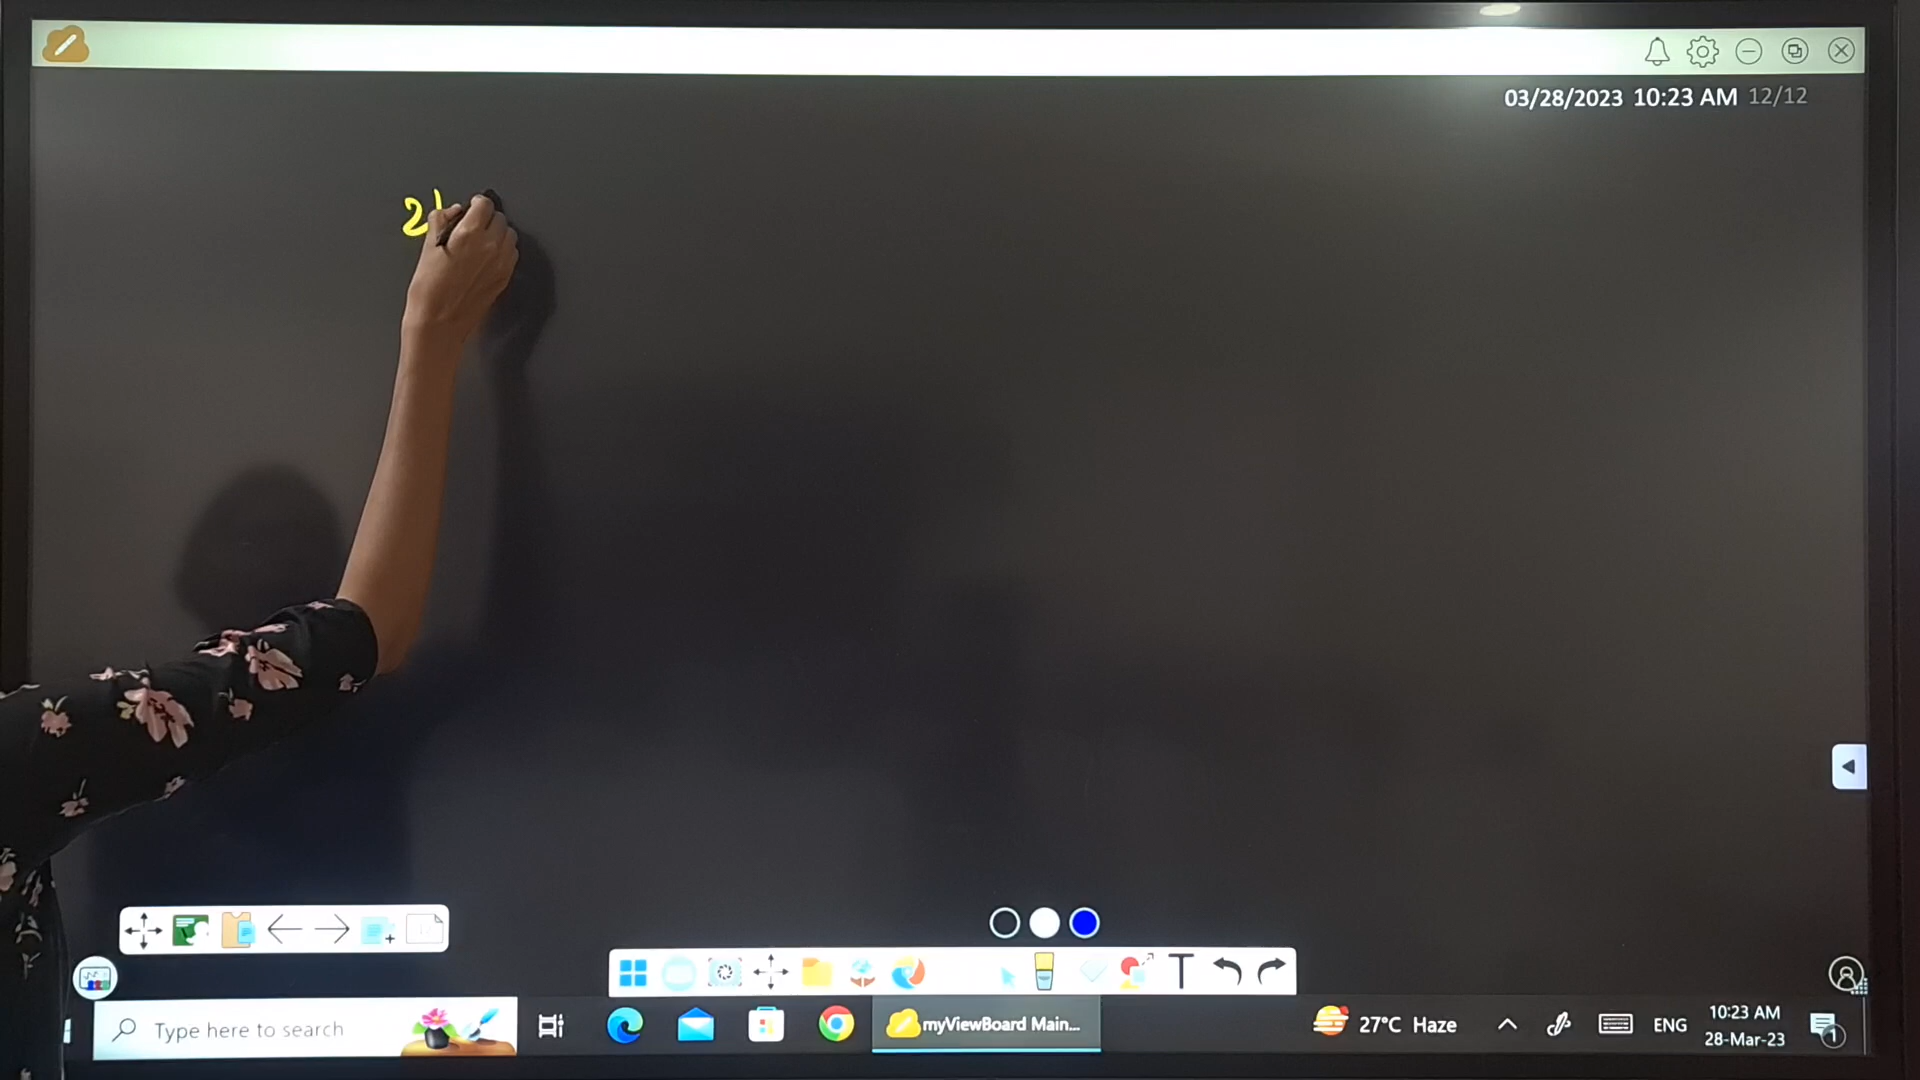 03/28/2023 10:23 AM 12/12
2
Type here to search
myViewBoard Main...
27°C Haze
ENG
10:23 AM
28-Mar-23
1